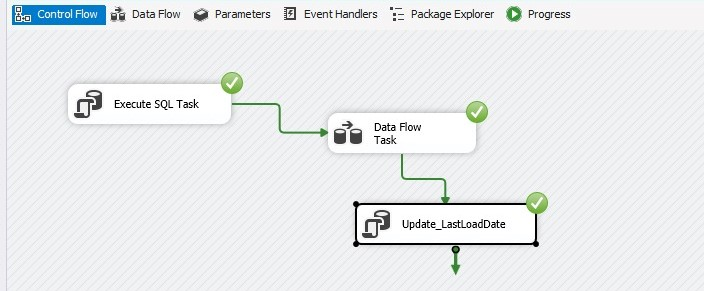 Control Flow Data Flow Parameters Event Handlers Package Explorer Progress
Execute SQL Task
Data Flow
Task
Update_LastLoadDate